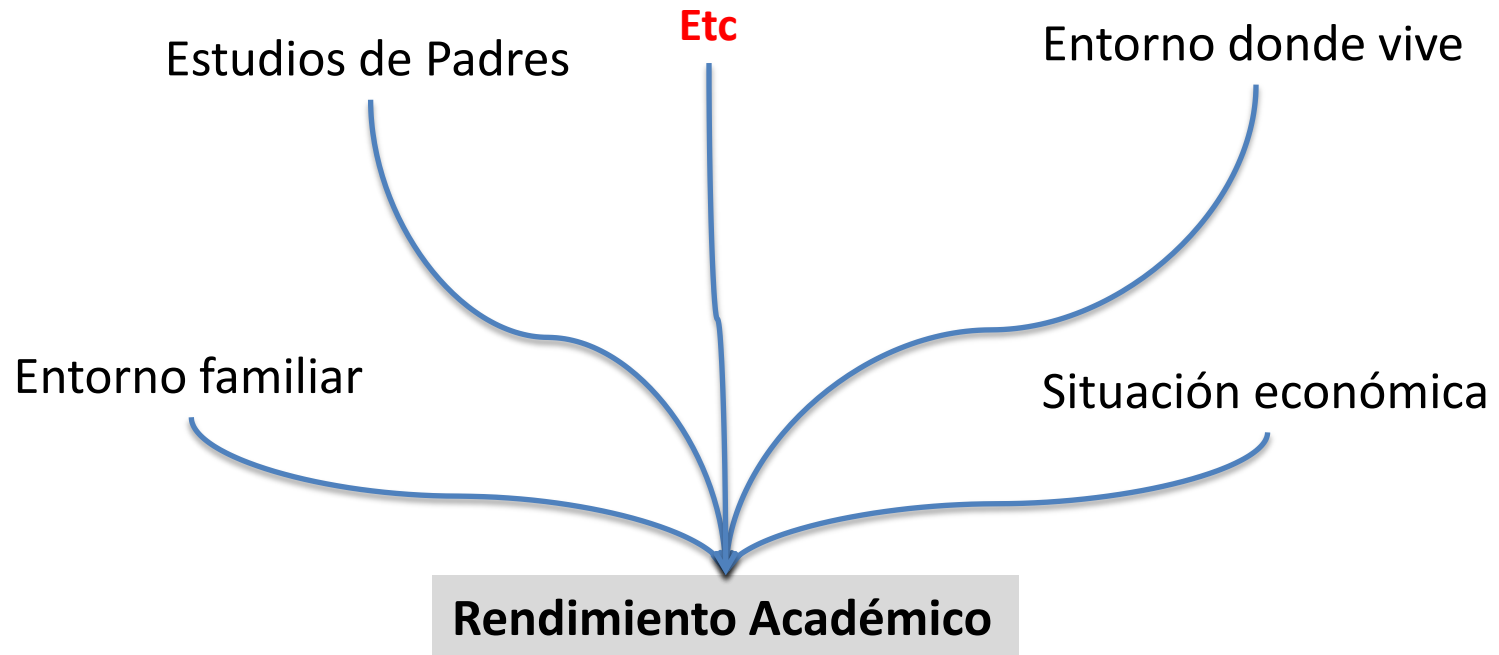 Etc
Estudios de Padres
Entorno donde vive
Entorno familiar
Situación económica
Rendimiento Académico